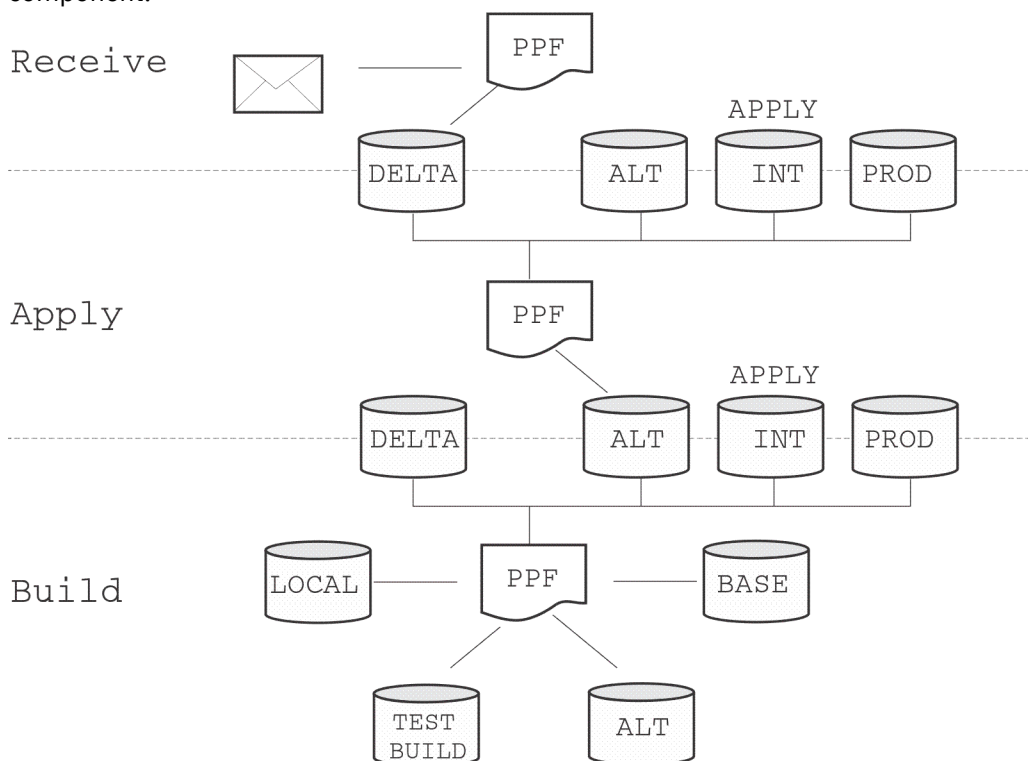 component.
Receive
PPF
APPLY
DELTA
ALT
INT
PROD
Apply
PPF
APPLY
DELTA
ALT
INT
PROD
Build
LOCAL
PPF
BASE
TEST
BUILD
ALT